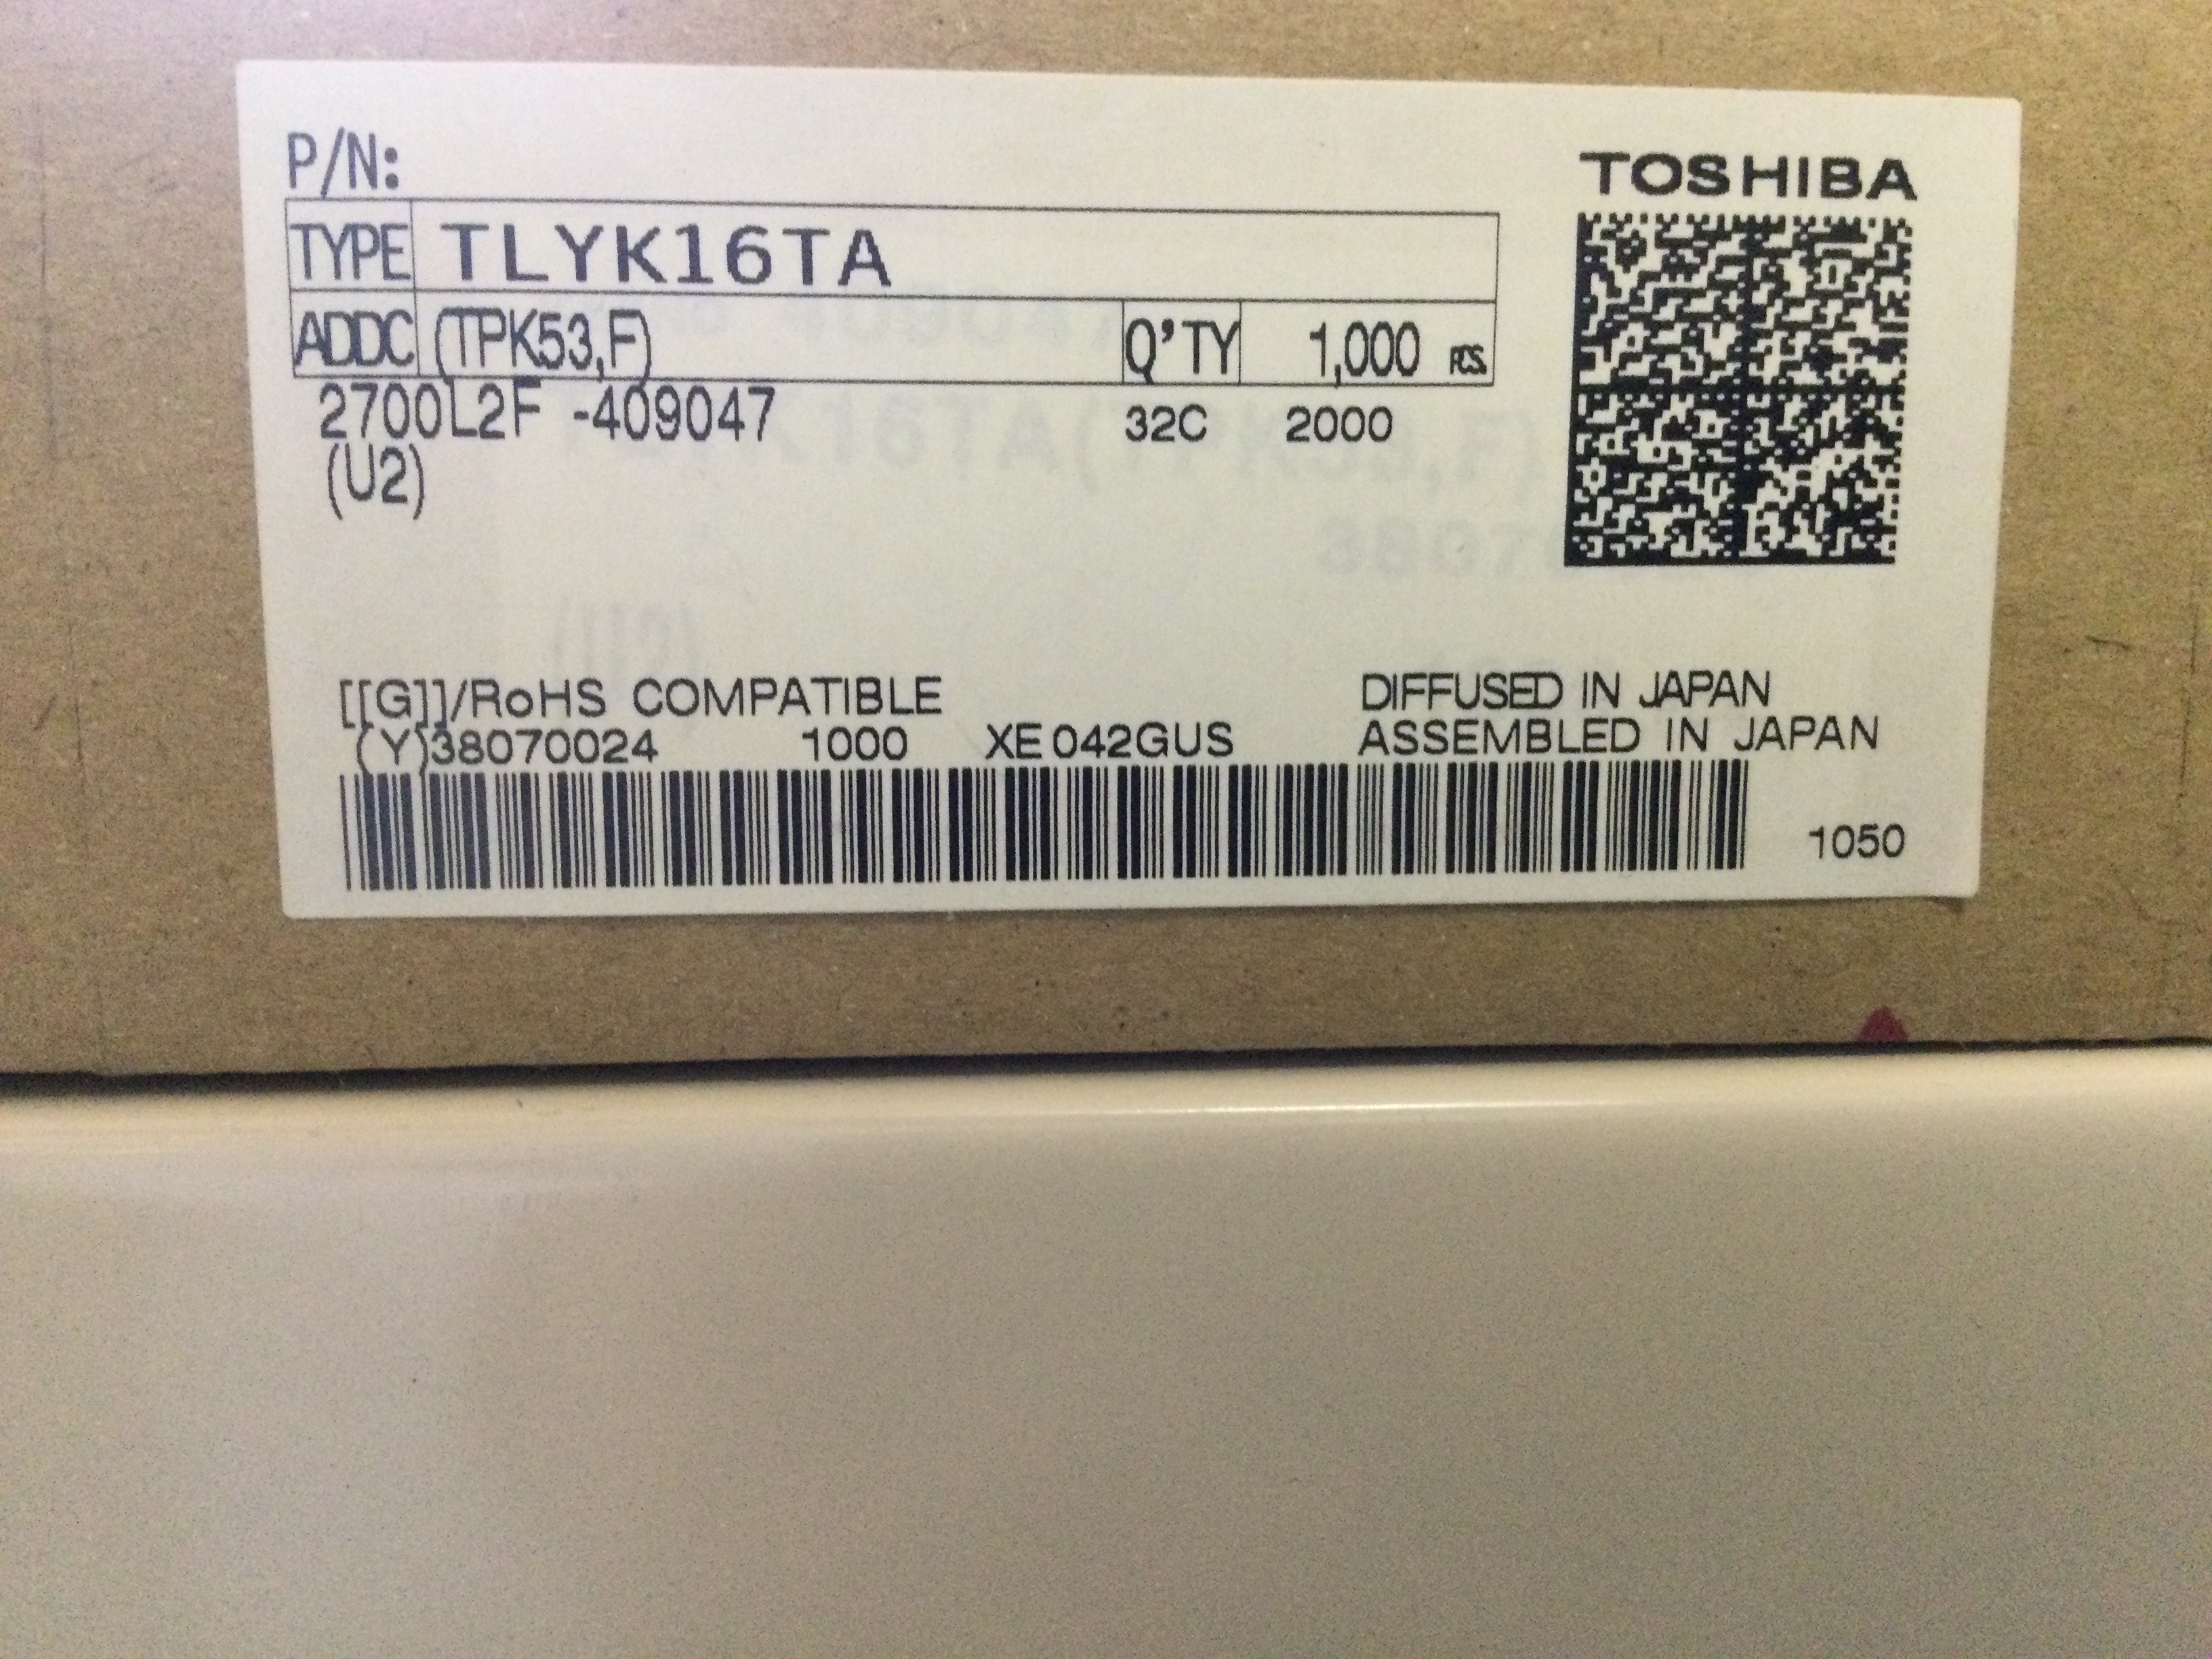 P/N:
TOSHIBA
TYPE TLYK16TA
ADDC (TPK53,F) Q'TY 1,000 PCS.
2700L2F -409047 32C 2000
(U2)
[[G]]/RoHS COMPATIBLE DIFFUSED IN JAPAN
(Y)38070024 1000 XE042GUS ASSEMBLED IN JAPAN
1050